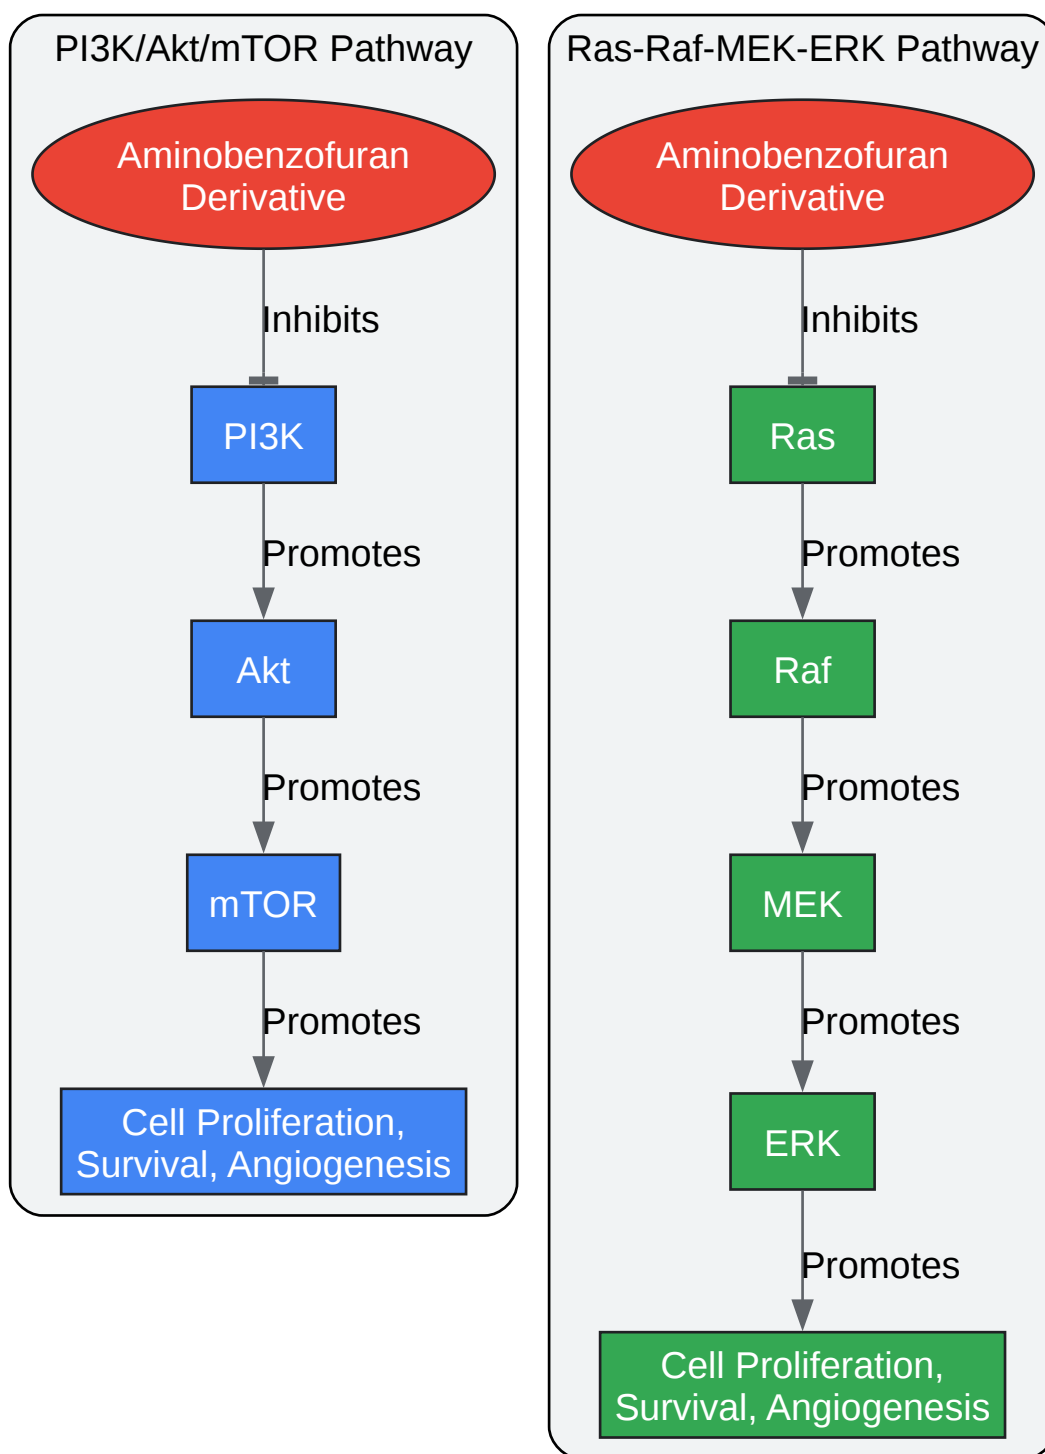 PI3K/Akt/mTOR Pathway
Aminobenzofuran
Derivative
Inhibits
PI3K
Promotes
Akt
Promotes
mTOR
Promotes
Cell Proliferation,
Survival, Angiogenesis
Ras-Raf-MEK-ERK Pathway
Aminobenzofuran
Derivative
Inhibits
Ras
Promotes
Raf
Promotes
MEK
Promotes
ERK
Promotes
Cell Proliferation,
Survival, Angiogenesis